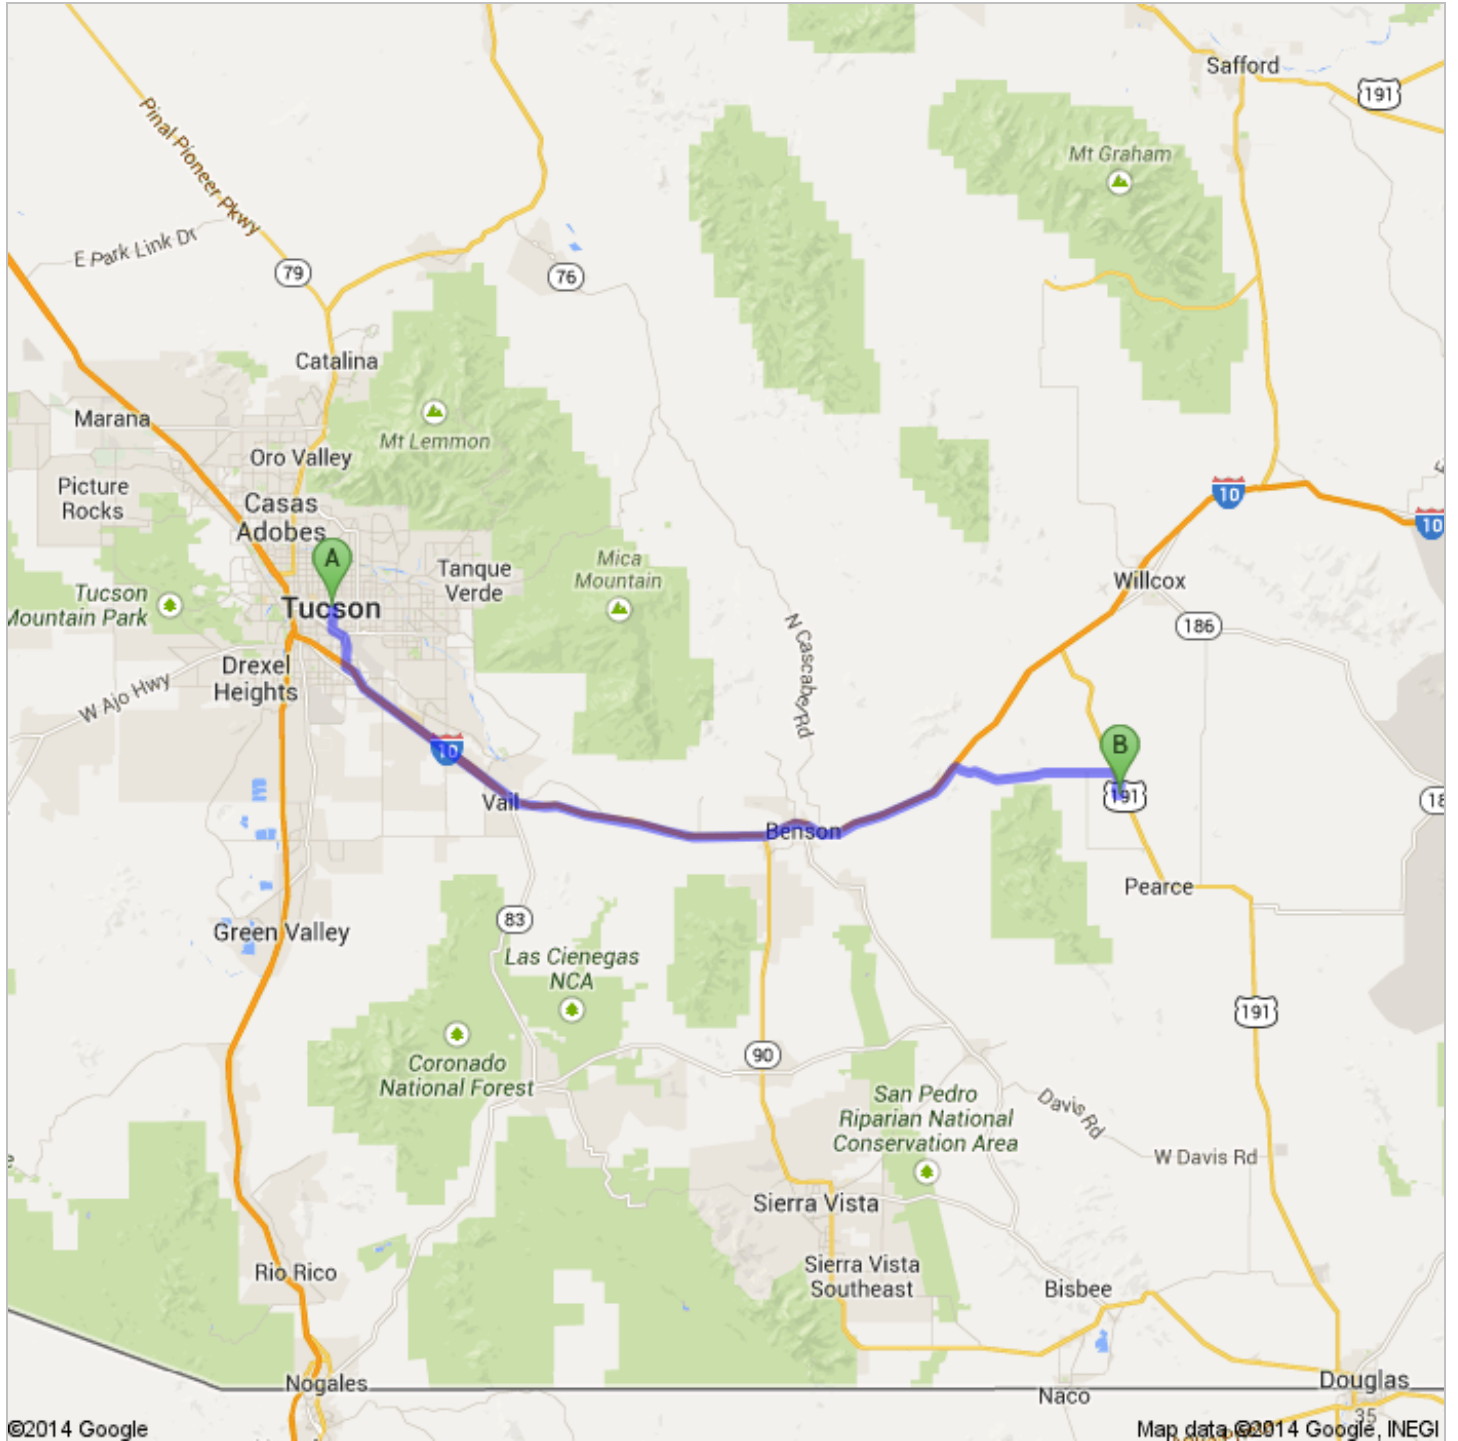 Safford
191
Mt Graham
Pinal Pioneer Pkwy
E Park Link Dr
79
76
Catalina
Marana
Mt Lemmon
Oro Valley
Picture
Rocks
Casas
Adobes
10
10
A
Mica
Mountain
Tanque
Verde
Willcox
Tucson
Mountain Park
Tucson
186
N Cascabel Rd
Drexel
Heights
W Ajo Hwy
B
10
191
Vail
18
Benson
Pearce
83
Green Valley
Las Cienegas
NCA
191
90
Coronado
National Forest
San Pedro
Riparian National
Conservation Area
Davis Rd
W Davis Rd
Sierra Vista
Rio Rico
Sierra Vista
Southeast
Bisbee
Nogales
Douglas
Naco
35
©2014 Google
Map data ©2014 Google, INEGI